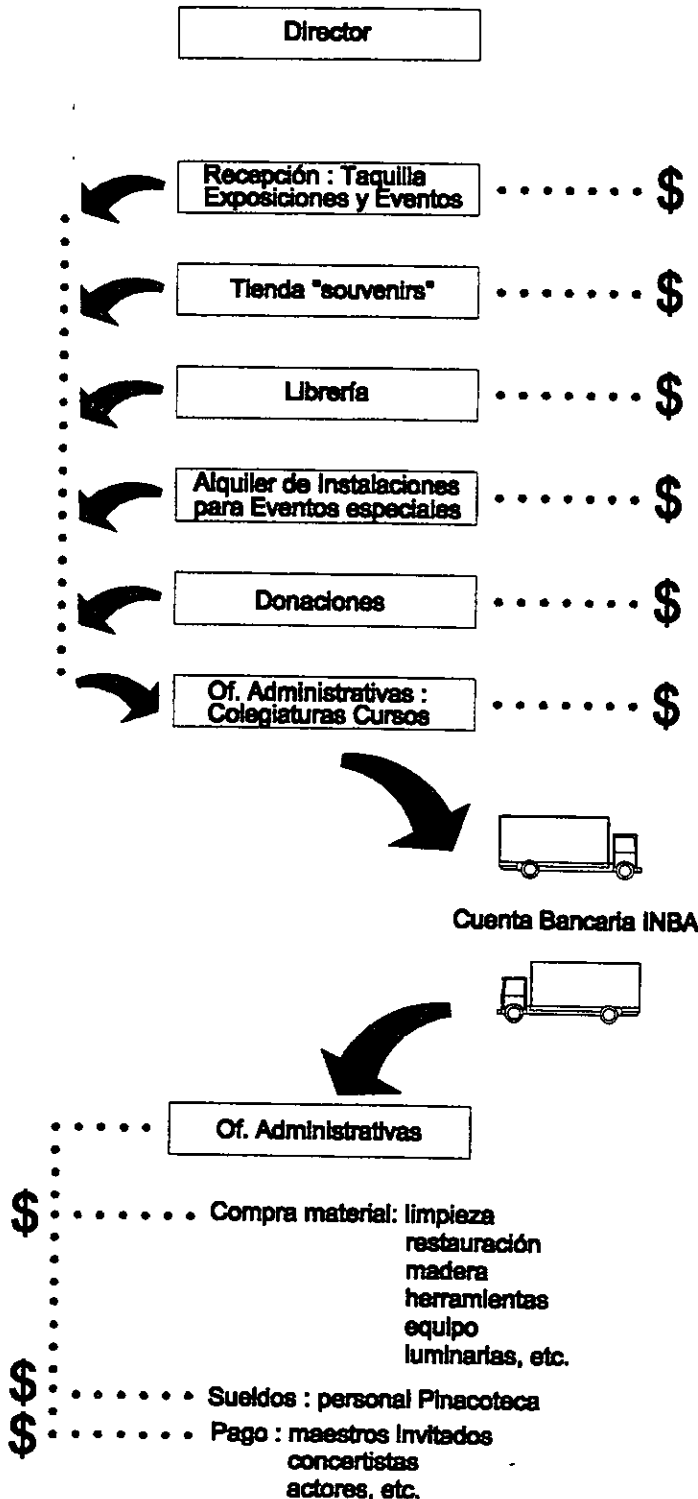 Director
Recepción : Taquilla
Exposiciones y Eventos
$
Tienda "souvenirs"
$
Librería
$
Alquiler de Instalaciones
para Eventos especiales
$
Donaciones
$
Of. Administrativas :
Colegiaturas Cursos
$
Cuenta Bancaria INBA
Of. Administrativas
$
Compra material: limpieza
restauración
madera
herramientas
equipo
luminarias, etc.
$
Sueldos : personal Pinacoteca
$
Pago : maestros invitados
concertistas
actores, etc.